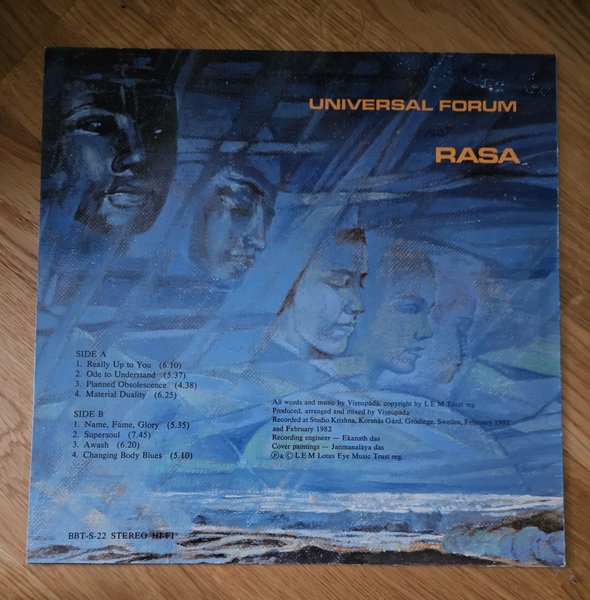 UNIVERSAL FORUM
RASA
SIDE A
1. Really Up to You (6.10)
2. Ode to Understand (5.37)
3. Planned Obsolescence (4.38)
4. Material Duality (6.25)
SIDE B
1. Name, Fame, Glory (5.35)
2. Supersoul (7.45)
3. Awash (6.20)
4. Changing Body Blues (5.10)
All words and music by Viṣnupada, copyright by L E M Trust reg.
Produced, arranged and mixed by Viṣnupada
Recorded at Studio Krishna, Korsnäs Gård, Grödinge, Sweden, February 1981
and February 1982
Recording engineer — Ekanath das
Cover paintings — Janmanalaya das
Ⓟ & Ⓒ L E M Lotus Eye Music Trust reg.
BBT-S-22 STEREO HI-FI